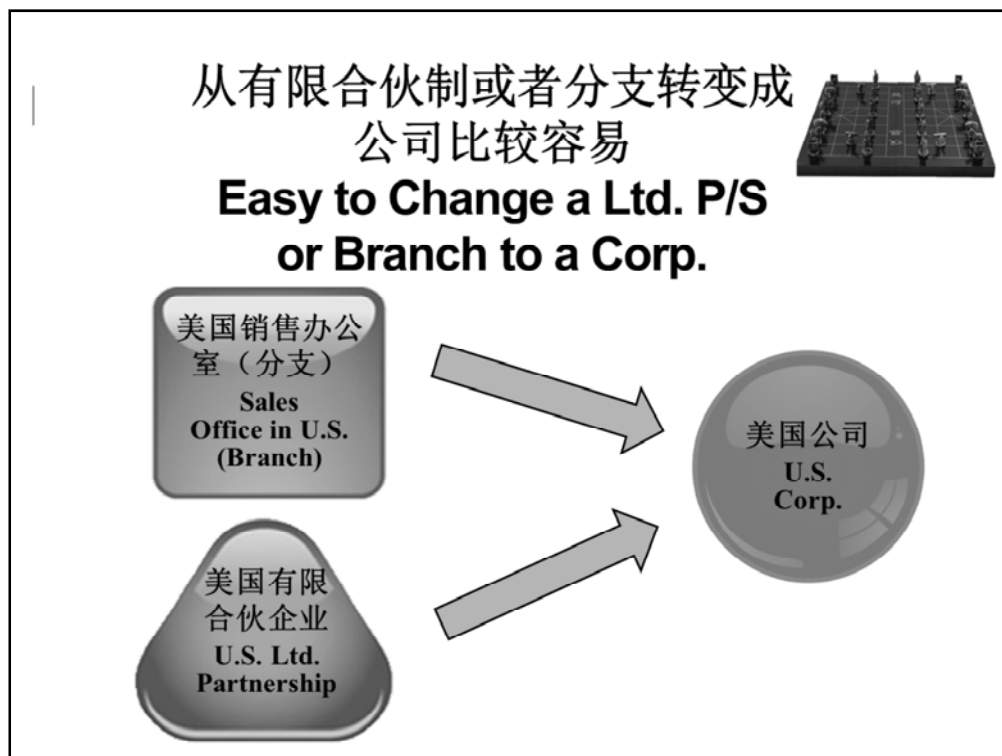 从有限合伙制或者分支转变成
公司比较容易
Easy to Change a Ltd. P/S
or Branch to a Corp.
美国销售办公
室（分支）
Sales
Office in U.S.
(Branch)
美国公司
U.S.
Corp.
美国有限
合伙企业
U.S. Ltd.
Partnership